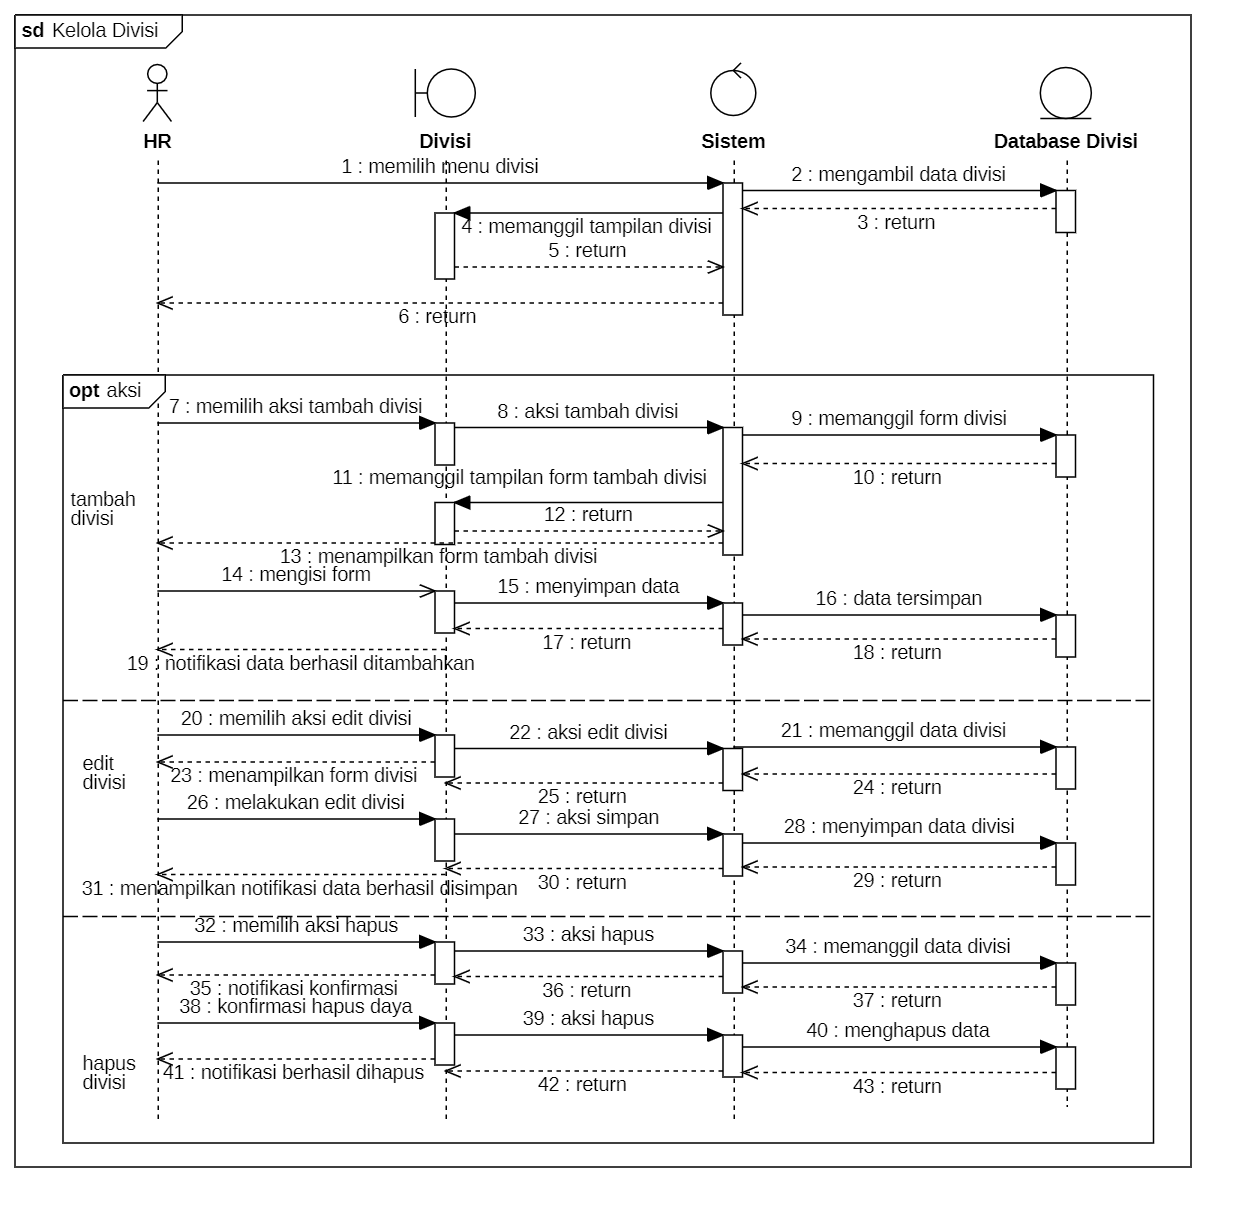 sd Kelola Divisi
HR
Divisi
Sistem
Database Divisi
1 : memilih menu divisi
2 : mengambil data divisi
3 : return
4 : memanggil tampilan divisi
5 : return
6 : return
opt aksi
7 : memilih aksi tambah divisi
8 : aksi tambah divisi
9 : memanggil form divisi
10 : return
11 : memanggil tampilan form tambah divisi
tambah
divisi
12 : return
13 : menampilkan form tambah divisi
14 : mengisi form
15 : menyimpan data
16 : data tersimpan
17 : return
18 : return
19 : notifikasi data berhasil ditambahkan
20 : memilih aksi edit divisi
22 : aksi edit divisi
21 : memanggil data divisi
edit
divisi
23 : menampilkan form divisi
24 : return
25 : return
26 : melakukan edit divisi
27 : aksi simpan
28 : menyimpan data divisi
29 : return
30 : return
31 : menampilkan notifikasi data berhasil disimpan
32 : memilih aksi hapus
33 : aksi hapus
34 : memanggil data divisi
35 : notifikasi konfirmasi
36 : return
37 : return
38 : konfirmasi hapus daya
39 : aksi hapus
40 : menghapus data
hapus
divisi
41 : notifikasi berhasil dihapus
42 : return
43 : return